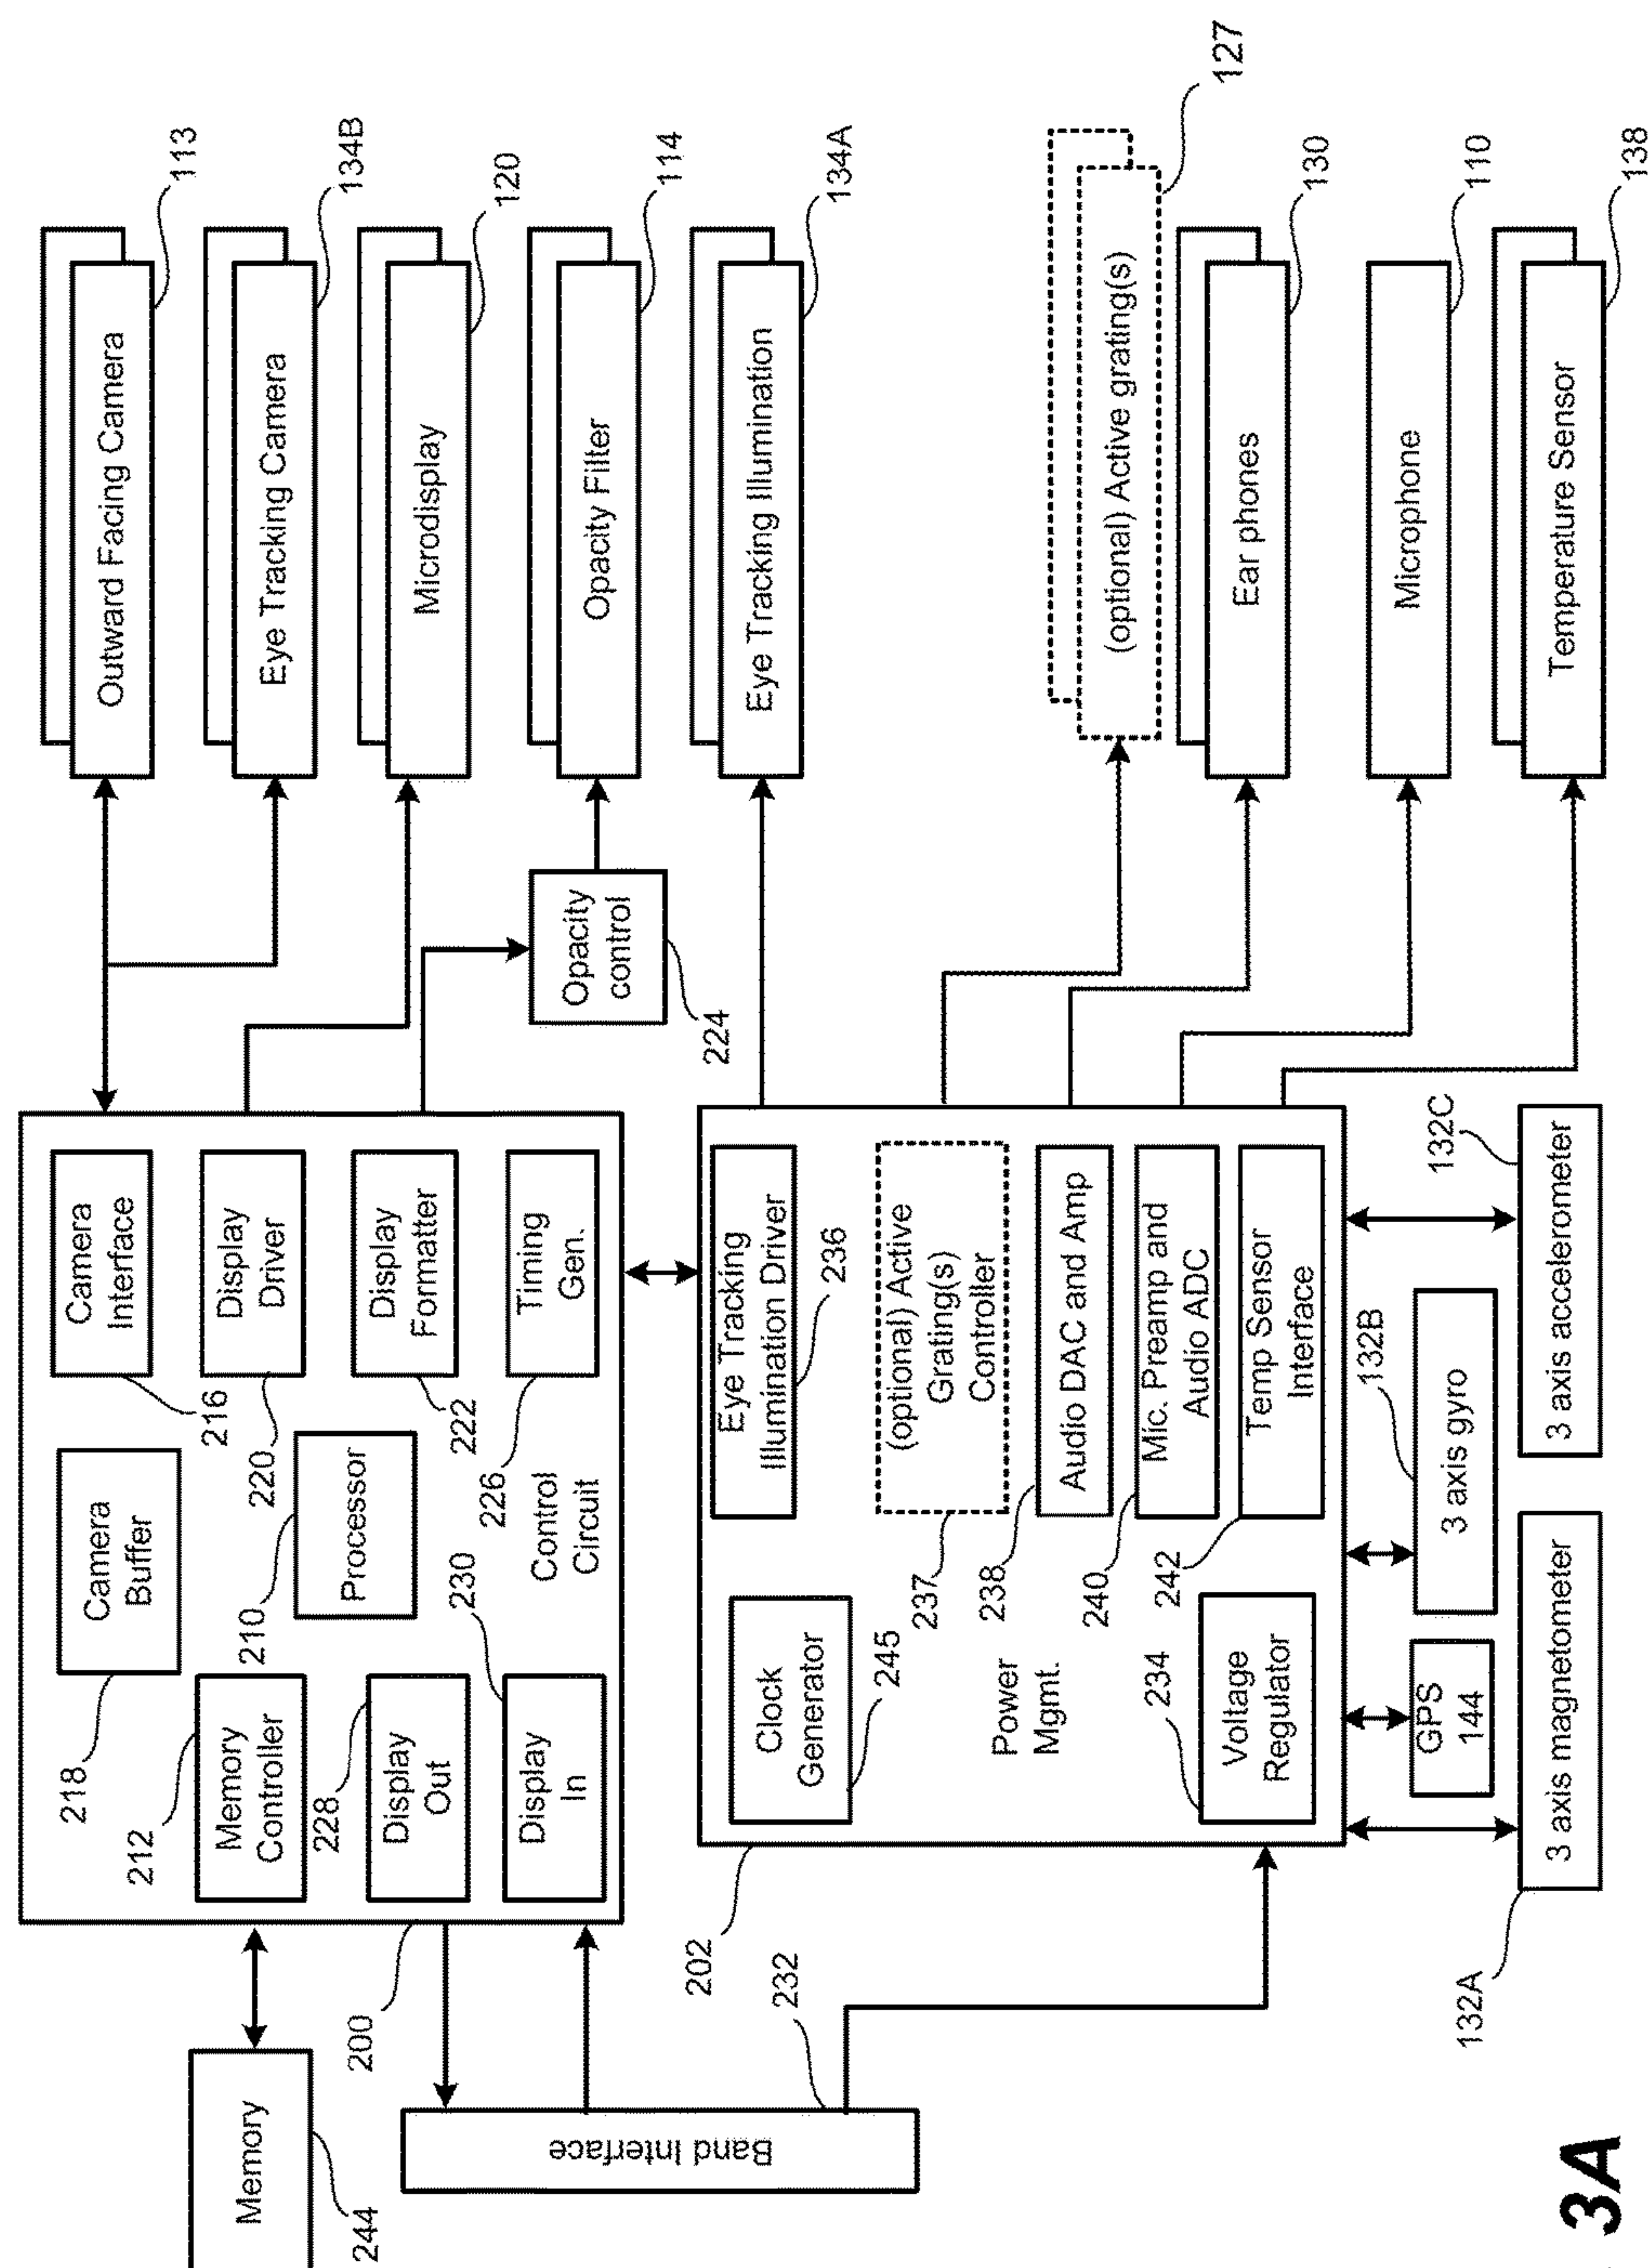 Outward Facing Camera
113
Eye Tracking Camera
134B
Microdisplay
120
Opacity Filter
114
Eye Tracking Illumination
134A
(optional) Active grating(s)
127
Ear phones
130
Microphone
110
Temperature Sensor
138
Opacity
control
224
Camera
Interface
216
Display
Driver
220
Display
Formatter
222
Timing
Gen.
226
Camera
Buffer
218
Processor
210
Control
Circuit
Memory
Controller
212
Display
Out
228
Display
In
230
200
Memory
244
Band Interface
232
202
Eye Tracking
Illumination Driver
236
(optional) Active
Grating(s)
Controller
237
Audio DAC and Amp
238
Mic. Preamp and
Audio ADC
240
Temp Sensor
Interface
242
Clock
Generator
245
Power
Mgmt.
234
Voltage
Regulator
132C
3 axis accelerometer
132B
3 axis gyro
GPS
144
3 axis magnetometer
132A
3A